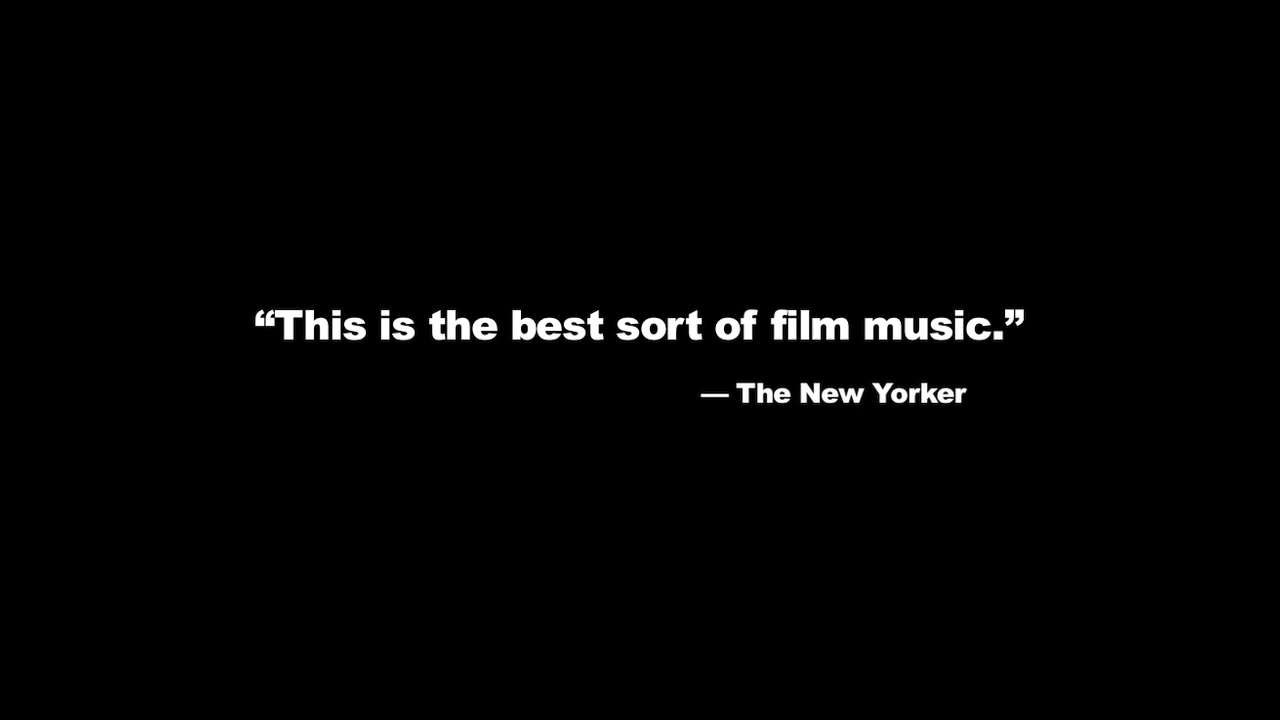 “This is the best sort of film music.”
— The New Yorker